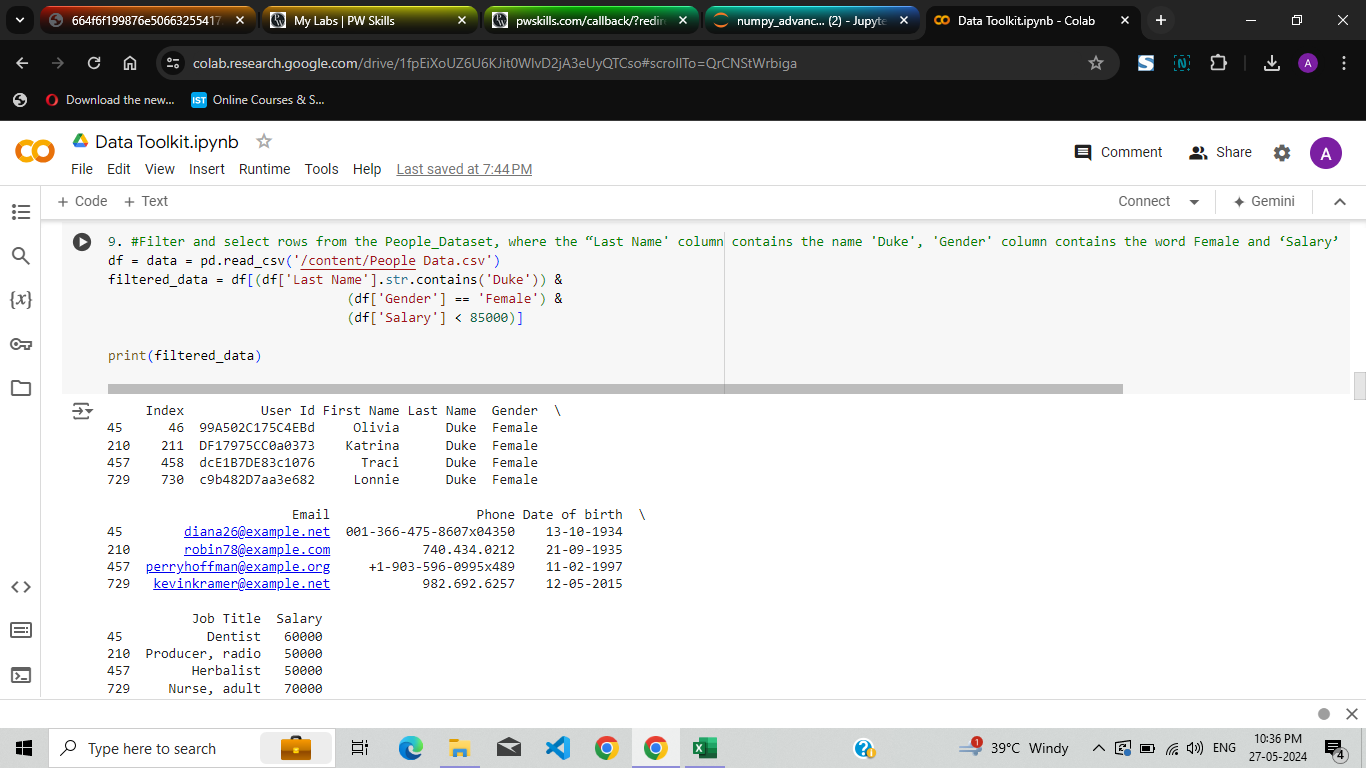 664f6f199876e50663255417
My Labs | PW Skills
pwskills.com/callback/?redire
numpy_advanc... (2) - Jupyte
Data Toolkit.ipynb - Colab
colab.research.google.com/drive/1fpEiXoUZ6U6KJit0WlvD2jA3eUyQTCso#scrollTo=QrCNStWrbiga
Download the new...
IST Online Courses & S...
Data Toolkit.ipynb
Comment
Share
A
File Edit View Insert Runtime Tools Help Last saved at 7:44 PM
+ Code + Text
Connect
Gemini
9. #Filter and select rows from the People_Dataset, where the “Last Name' column contains the name 'Duke', 'Gender' column contains the word Female and ‘Salary’
df = data = pd.read_csv('/content/People Data.csv')
filtered_data = df[(df['Last Name'].str.contains('Duke')) &
(df['Gender'] == 'Female') &
(df['Salary'] < 85000)]
print(filtered_data)
Index User Id First Name Last Name Gender \
45 46 99A502C175C4EBd Olivia Duke Female
210 211 DF17975CC0a0373 Katrina Duke Female
457 458 dcE1B7DE83c1076 Traci Duke Female
729 730 c9b482D7aa3e682 Lonnie Duke Female
Email Phone Date of birth \
45 diana26@example.net 001-366-475-8607x04350 13-10-1934
210 robin78@example.com 740.434.0212 21-09-1935
457 perryhoffman@example.org +1-903-596-0995x489 11-02-1997
729 kevinkramer@example.net 982.692.6257 12-05-2015
Job Title Salary
45 Dentist 60000
210 Producer, radio 50000
457 Herbalist 50000
729 Nurse, adult 70000
Type here to search
1
39°C Windy
ENG
10:36 PM
27-05-2024
4